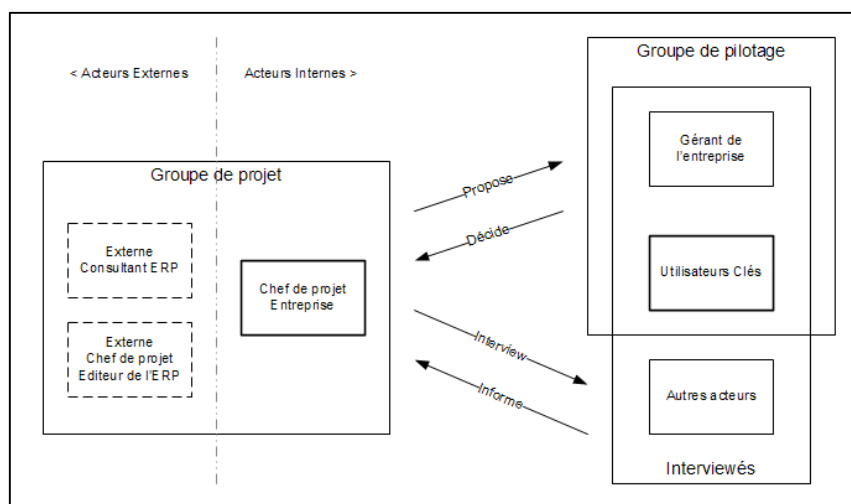 Groupe de pilotage
< Acteurs Externes
Acteurs Internes >
Gérant de
l'entreprise
Groupe de projet
Propose
Décide
Externe
Consultant ERP
Utilisateurs Clés
Chef de projet
Entreprise
Externe
Chef de projet
Editeur de l'ERP
Interview
Informe
Autres acteurs
Interviewés